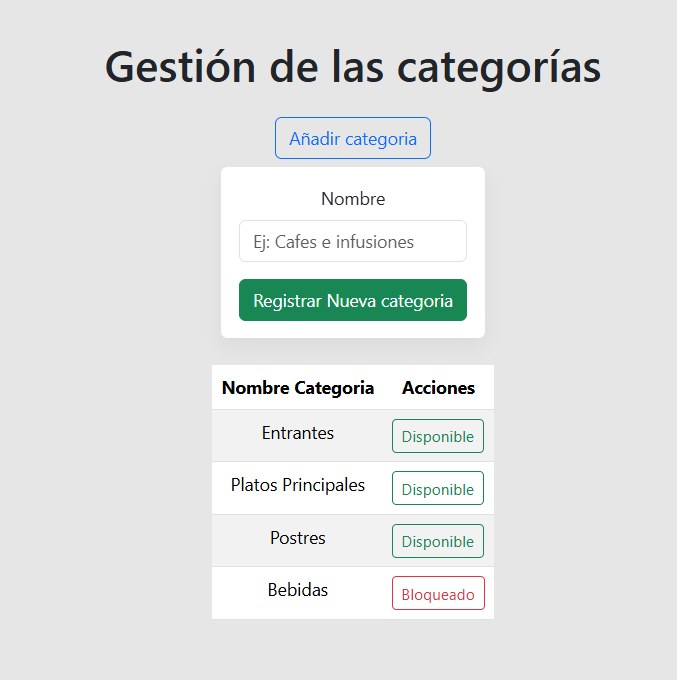 Gestión de las categorías
Añadir categoria
Nombre
Ej: Cafes e infusiones
Registrar Nueva categoria
Nombre Categoria Acciones
Entrantes Disponible
Platos Principales Disponible
Postres Disponible
Bebidas Bloqueado